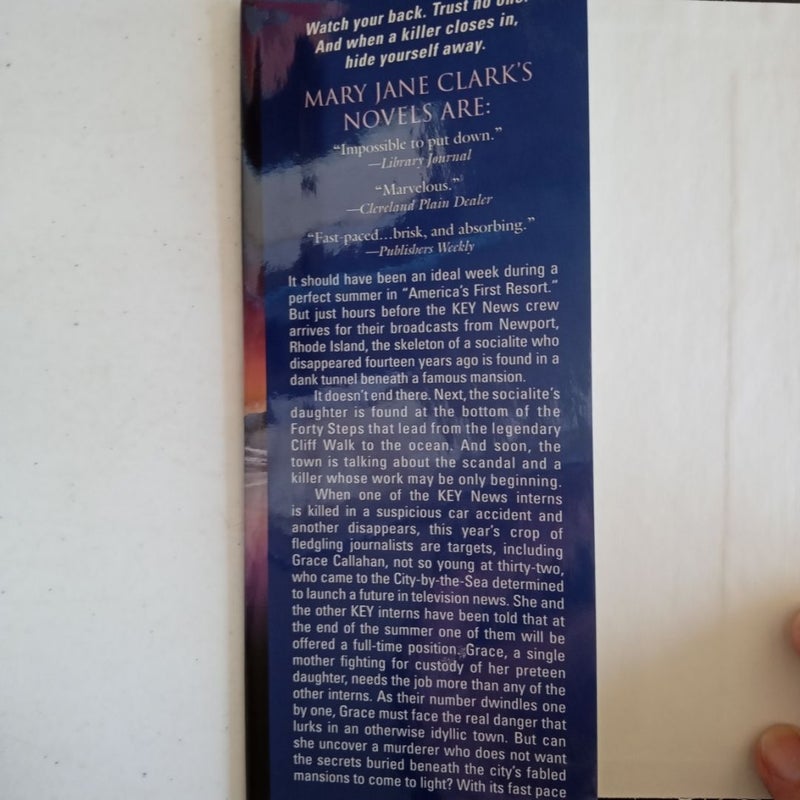 Watch your back. Trust no one.
And when a killer closes in,
hide yourself away.
MARY JANE CLARK'S
NOVELS ARE:
“Impossible to put down.”
—Library Journal
“Marvelous.”
—Cleveland Plain Dealer
“Fast-paced...brisk, and absorbing.”
—Publishers Weekly
It should have been an ideal week during a
perfect summer in “America's First Resort.”
But just hours before the KEY News crew
arrives for their broadcasts from Newport,
Rhode Island, the skeleton of a socialite who
disappeared fourteen years ago is found in a
dank tunnel beneath a famous mansion.
It doesn't end there. Next, the socialite's
daughter is found at the bottom of the
Forty Steps that lead from the legendary
Cliff Walk to the ocean. And soon, the
town is talking about the scandal and a
killer whose work may be only beginning.
When one of the KEY News interns
is killed in a suspicious car accident and
another disappears, this year's crop of
fledgling journalists are targets, including
Grace Callahan, not so young at thirty-two,
who came to the City-by-the-Sea determined
to launch a future in television news. She and
the other KEY interns have been told that at
the end of the summer one of them will be
offered a full-time position. Grace, a single
mother fighting for custody of her preteen
daughter, needs the job more than any of the
other interns. As their number dwindles one
by one, Grace must face the real danger that
lurks in an otherwise idyllic town. But can
she uncover a murderer who does not want
the secrets buried beneath the city's fabled
mansions to come to light? With its fast pace